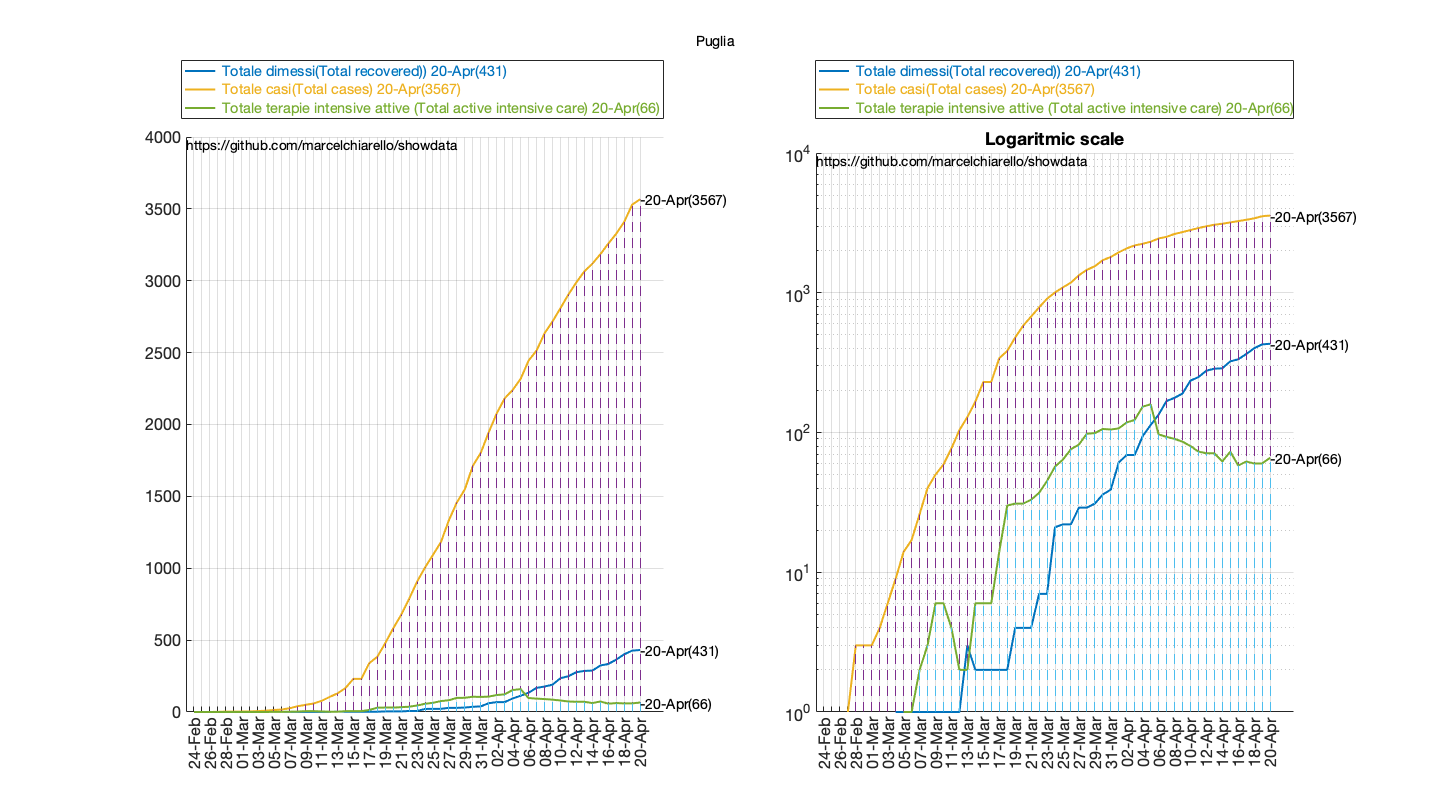 Puglia
Totale dimessi(Total recovered)) 20-Apr(431)
Totale casi(Total cases) 20-Apr(3567)
Totale terapie intensive attive (Total active intensive care) 20-Apr(66)
https://github.com/marcelchiarello/showdata
4000
3500
3000
2500
2000
1500
1000
500
0
-20-Apr(3567)
-20-Apr(431)
-20-Apr(66)
24-Feb
26-Feb
28-Feb
01-Mar
03-Mar
05-Mar
07-Mar
09-Mar
11-Mar
13-Mar
15-Mar
17-Mar
19-Mar
21-Mar
23-Mar
25-Mar
27-Mar
29-Mar
31-Mar
02-Apr
04-Apr
06-Apr
08-Apr
10-Apr
12-Apr
14-Apr
16-Apr
18-Apr
20-Apr
Totale dimessi(Total recovered)) 20-Apr(431)
Totale casi(Total cases) 20-Apr(3567)
Totale terapie intensive attive (Total active intensive care) 20-Apr(66)
Logaritmic scale
https://github.com/marcelchiarello/showdata
10^4
10^3
10^2
10^1
10^0
-20-Apr(3567)
-20-Apr(431)
-20-Apr(66)
24-Feb
26-Feb
28-Feb
01-Mar
03-Mar
05-Mar
07-Mar
09-Mar
11-Mar
13-Mar
15-Mar
17-Mar
19-Mar
21-Mar
23-Mar
25-Mar
27-Mar
29-Mar
31-Mar
02-Apr
04-Apr
06-Apr
08-Apr
10-Apr
12-Apr
14-Apr
16-Apr
18-Apr
20-Apr